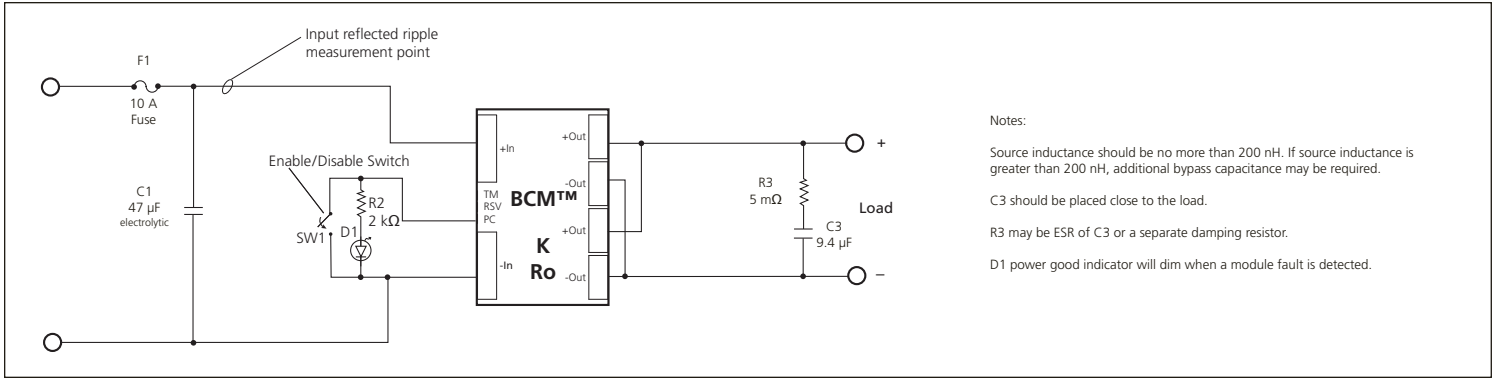 Input reflected ripple
measurement point
F1
10 A
Fuse
C1
47 µF
electrolytic
Enable/Disable Switch
SW1
R2
2 kΩ
D1
+In
TM
RSV
PC
-In
BCM™
K
Ro
+Out
-Out
+Out
-Out
R3
5 mΩ
C3
9.4 µF
+
Load
–
Notes:
Source inductance should be no more than 200 nH. If source inductance is
greater than 200 nH, additional bypass capacitance may be required.
C3 should be placed close to the load.
R3 may be ESR of C3 or a separate damping resistor.
D1 power good indicator will dim when a module fault is detected.